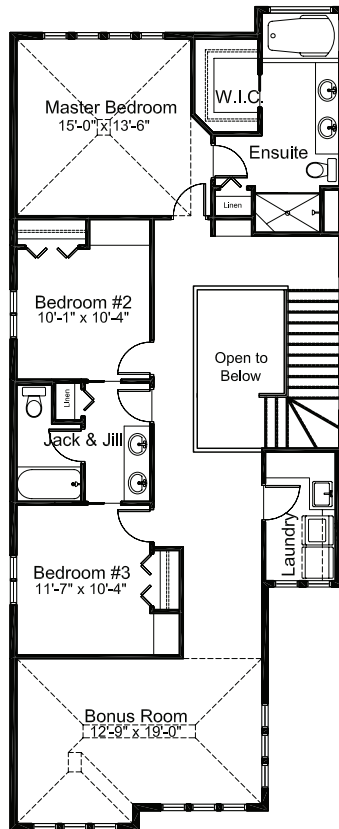 W.I.C.
Master Bedroom
15'-0" x 13'-6"
Ensuite
Linen
Bedroom #2
10'-1" x 10'-4"
Open to
Below
Linen
Jack & Jill
Laundry
Bedroom #3
11'-7" x 10'-4"
Bonus Room
12'-9" x 19'-0"